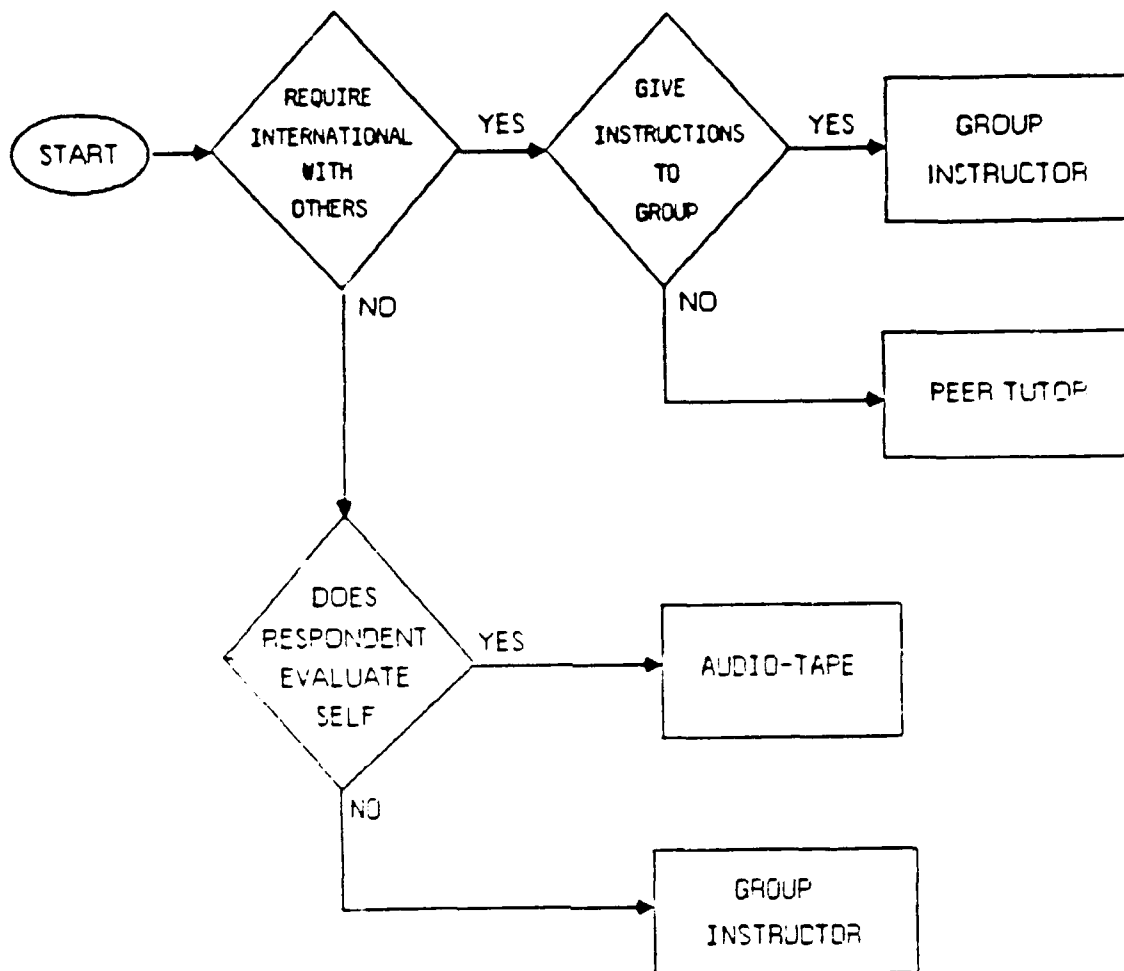 START
REQUIRE
INTERNATIONAL
WITH
OTHERS
YES
GIVE
INSTRUCTIONS
TO
GROUP
YES
GROUP
INSTRUCTOR
NO
NO
PEER TUTOR
DOES
RESPONDENT
EVALUATE
SELF
YES
AUDIO-TAPE
NO
GROUP
INSTRUCTOR